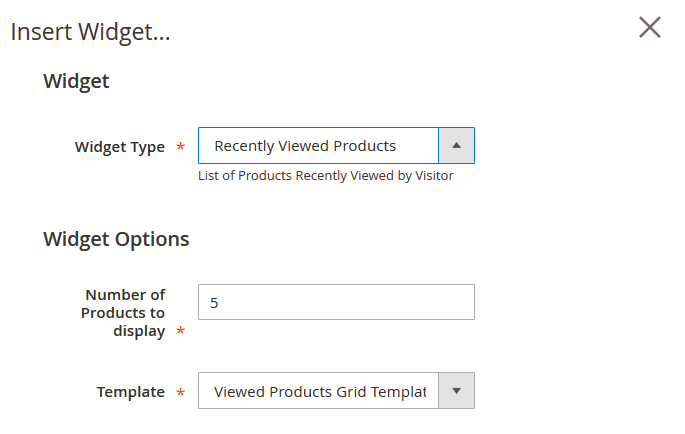 Insert Widget...
Widget
Widget Type *
Recently Viewed Products
List of Products Recently Viewed by Visitor
Widget Options
Number of
Products to
display *
5
Template *
Viewed Products Grid Templat